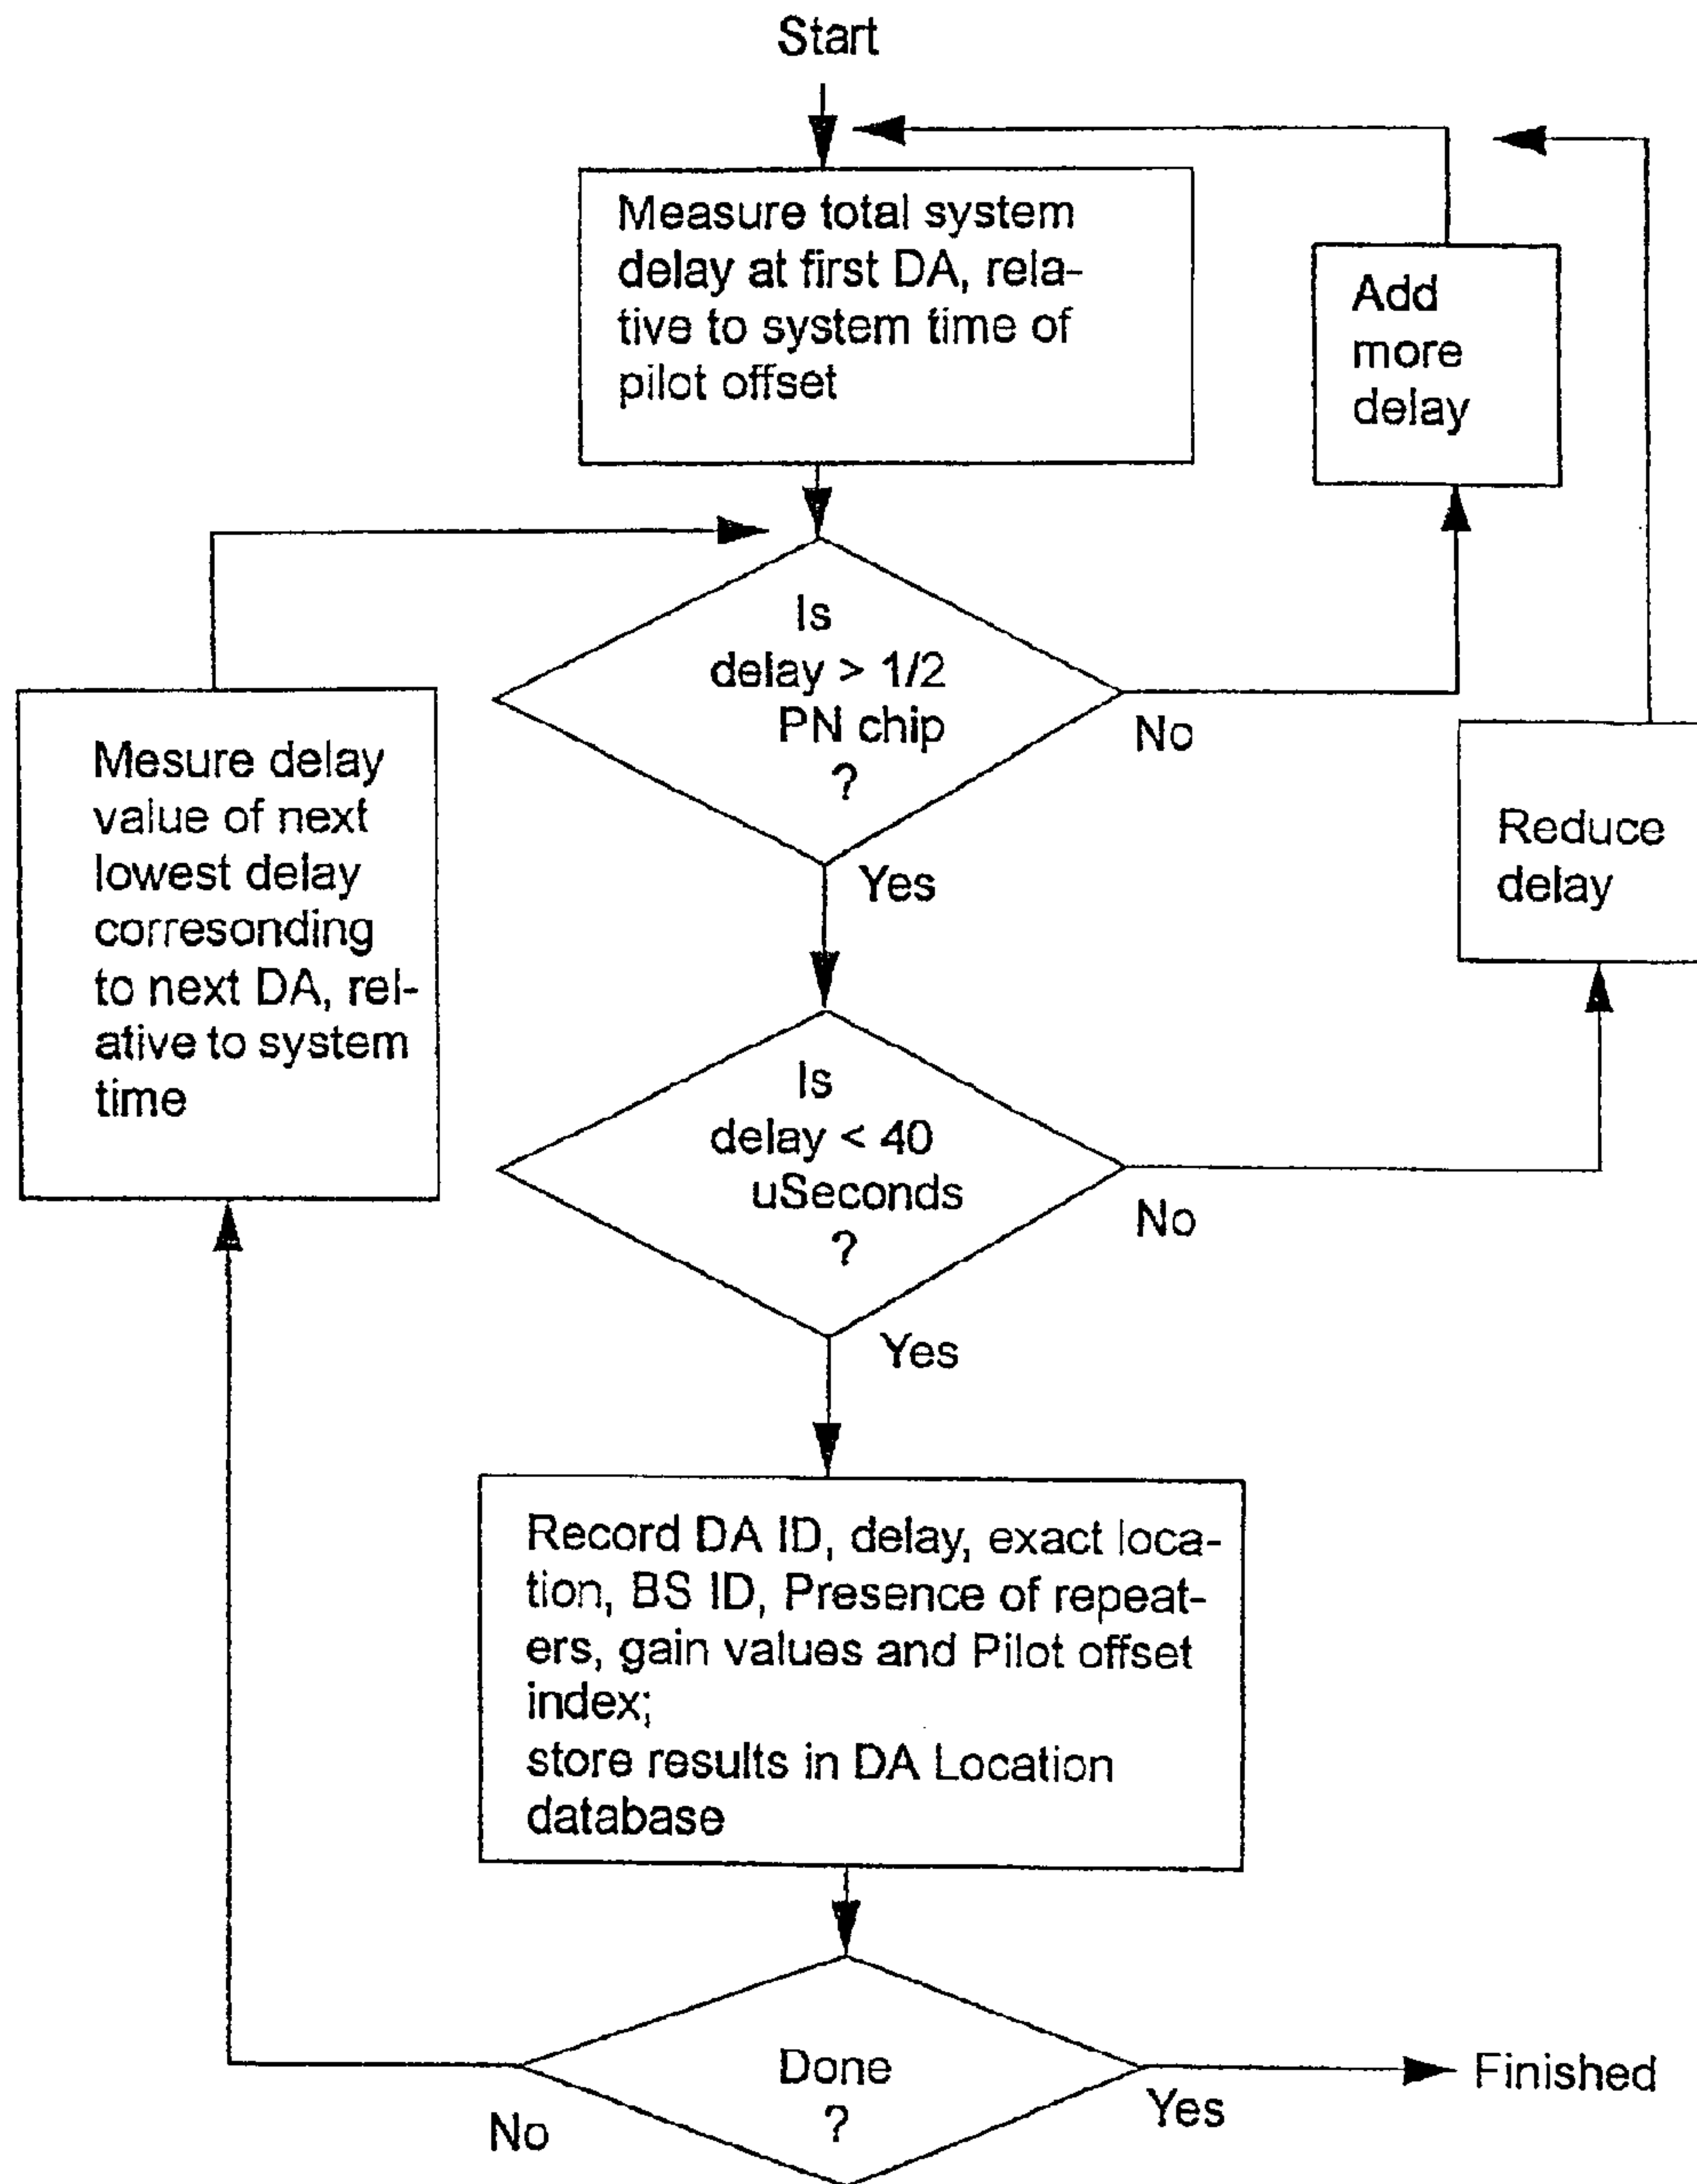 Start
Measure total system
delay at first DA, rela-
tive to system time of
pilot offset
Add
more
delay
Is
delay > 1/2
PN chip
?
No
Yes
Mesure delay
value of next
lowest delay
corresonding
to next DA, rel-
ative to system
time
Reduce
delay
Is
delay < 40
uSeconds
?
No
Yes
Record DA ID, delay, exact loca-
tion, BS ID, Presence of repeat-
ers, gain values and Pilot offset
index;
store results in DA Location
database
Done
?
No
Yes
Finished